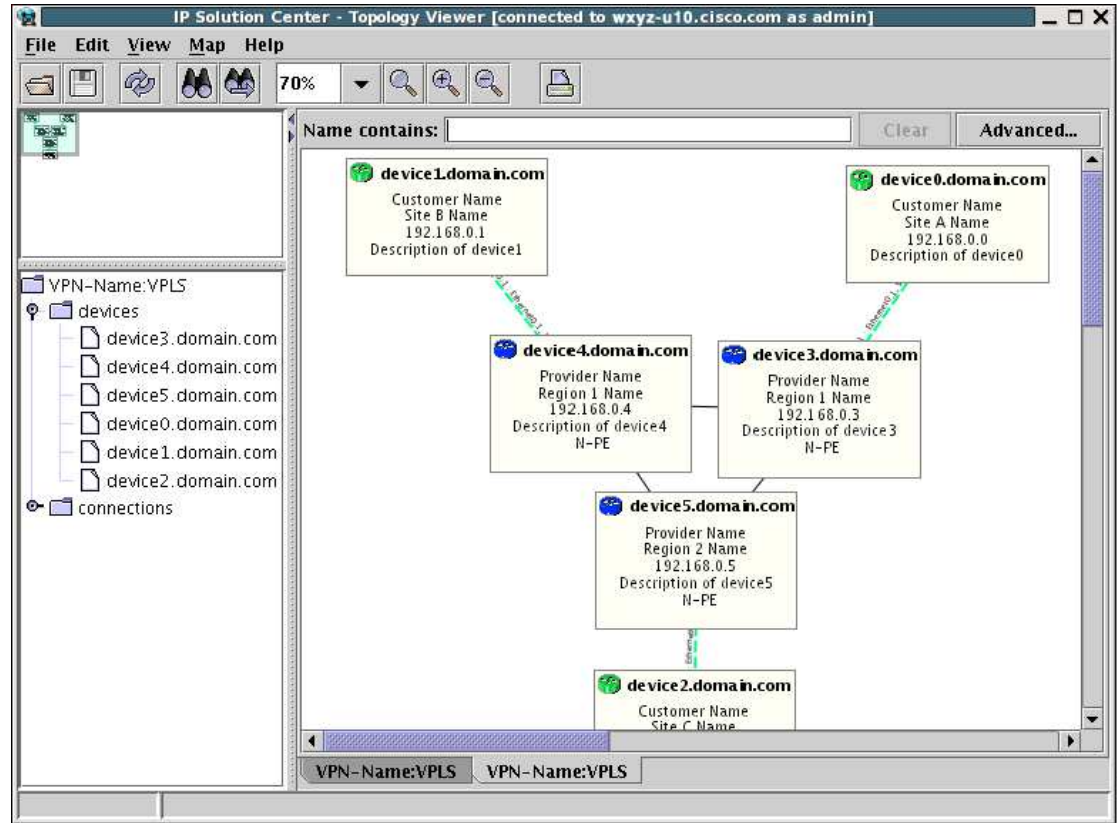 IP Solution Center - Topology Viewer [connected to wxyz-u10.cisco.com as admin]
File Edit View Map Help
70%
Name contains:
Clear
Advanced...
device1.domain.com
Customer Name
Site B Name
192.168.0.1
Description of device1
device0.domain.com
Customer Name
Site A Name
192.168.0.0
Description of device0
device4.domain.com
Provider Name
Region 1 Name
192.168.0.4
Description of device4
N-PE
device3.domain.com
Provider Name
Region 1 Name
192.168.0.3
Description of device3
N-PE
device5.domain.com
Provider Name
Region 2 Name
192.168.0.5
Description of device5
N-PE
device2.domain.com
Customer Name
Site C Name
VPN-Name:VPLS
devices
device3.domain.com
device4.domain.com
device5.domain.com
device0.domain.com
device1.domain.com
device2.domain.com
connections
VPN-Name:VPLS
VPN-Name:VPLS